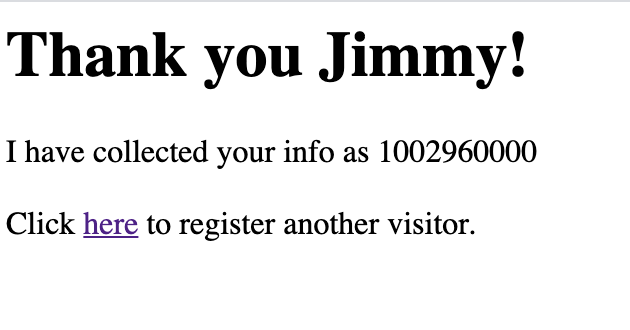 Thank you Jimmy!
I have collected your info as 1002960000
Click here to register another visitor.